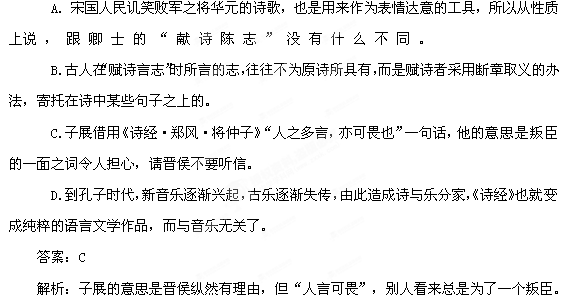 A. 宋国人民讥笑败军之将华元的诗歌，也是用来作为表情达意的工具，所以从性质
上说，跟卿士的“献诗陈志”没有什么不同。
B.古人在‘赋诗言志’时所言的志，往往不为原诗所具有，而是赋诗者采用断章取义的办
法，寄托在诗中某些句子之上的。
C.子展借用《诗经·郑风·将仲子》“人之多言，亦可畏也”一句话，他的意思是叛臣
的一面之词令人担心，请晋侯不要听信。
D.到孔子时代，新音乐逐渐兴起，古乐逐渐失传，由此造成诗与乐分家，《诗经》也就变
成纯粹的语言文学作品，而与音乐无关了。
答案：C
解析：子展的意思是晋侯纵然有理由，但“人言可畏”，别人看来总是为了一个叛臣。